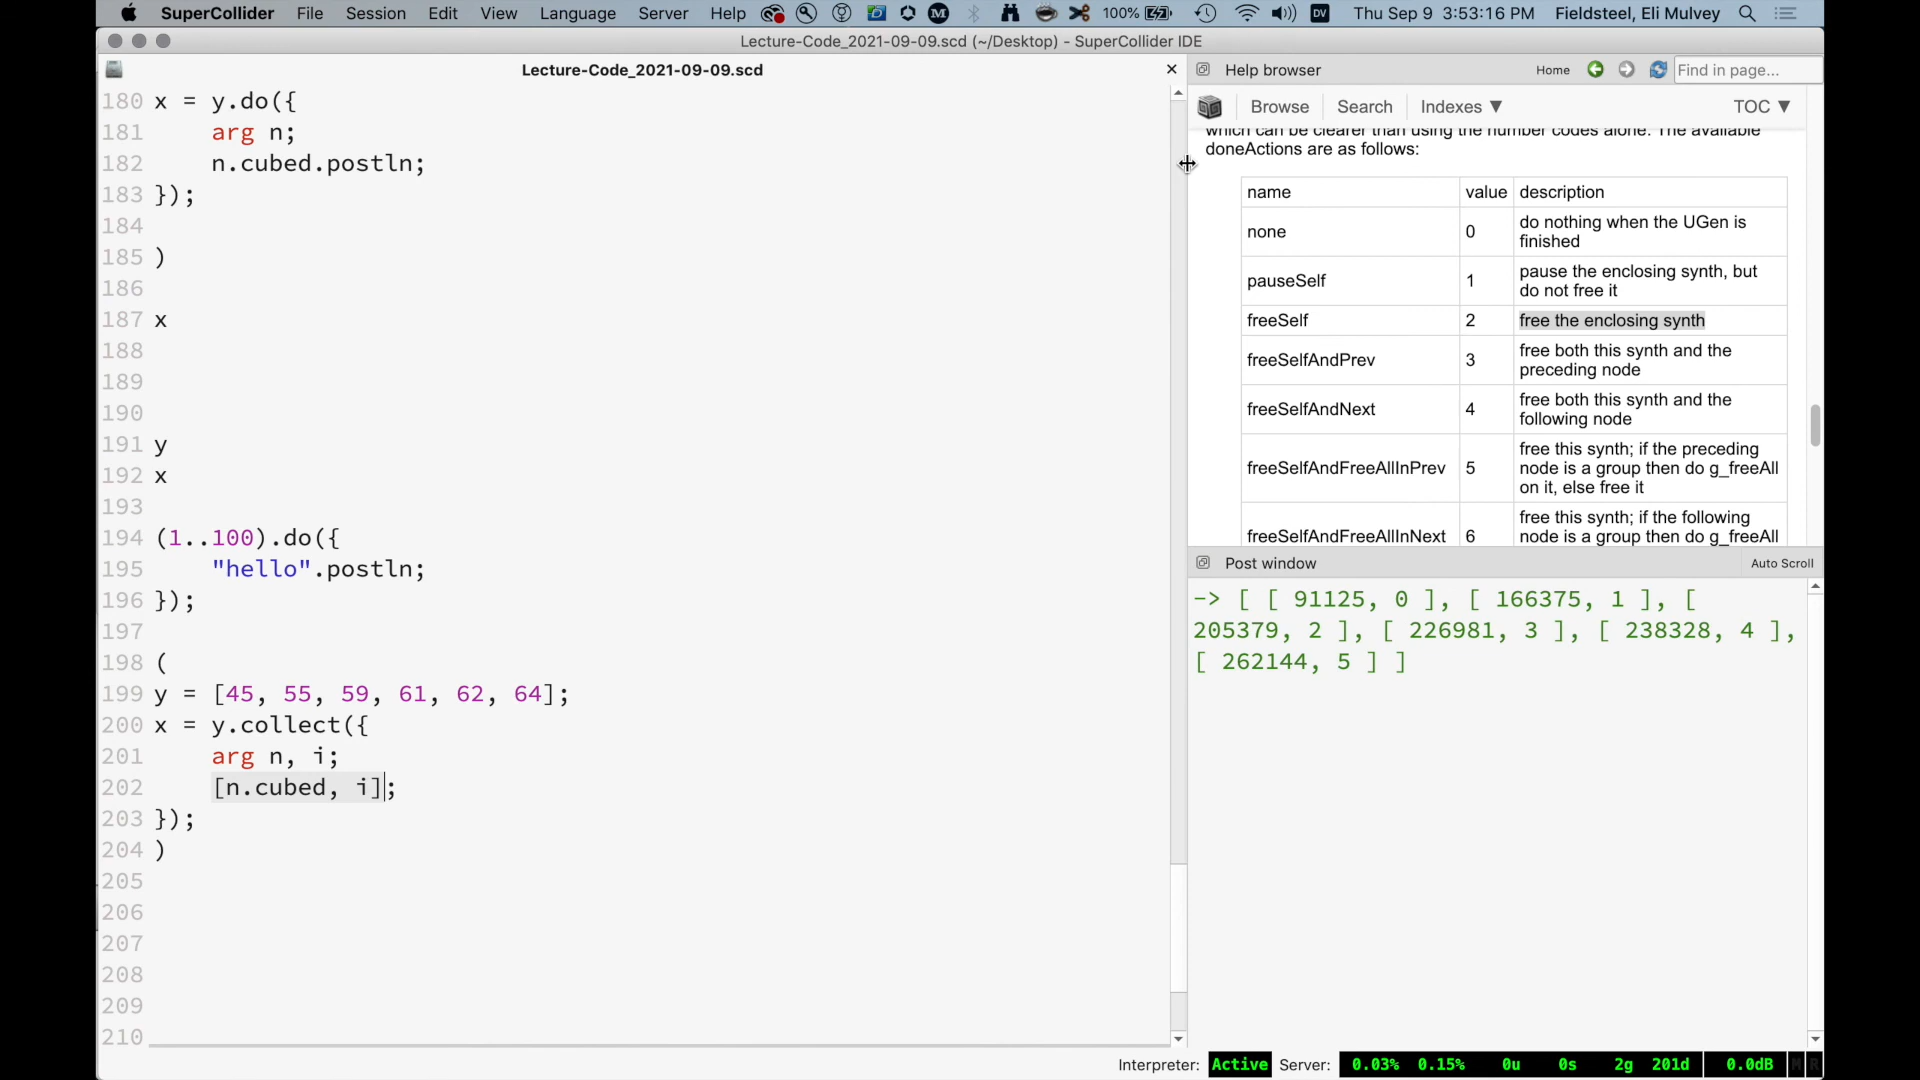 SuperCollider File Session Edit View Language Server Help 100% Thu Sep 9 3:53:16 PM Fieldsteel, Eli Mulvey
Lecture-Code_2021-09-09.scd (~/Desktop) - SuperCollider IDE
Lecture-Code_2021-09-09.scd
180 x = y.do({
181 arg n;
182 n.cubed.postln;
183 });
184
185 )
186
187 x
188
189
190
191 y
192 x
193
194 (1..100).do({
195 "hello".postln;
196 });
197
198 (
199 y = [45, 55, 59, 61, 62, 64];
200 x = y.collect({
201 arg n, i;
202 [n.cubed, i];
203 });
204 )
205
206
207
208
209
210
Help browser Home Find in page...
Browse Search Indexes ▼ TOC ▼
which can be clearer than using the number codes alone. The available
doneActions are as follows:
name value description
none 0 do nothing when the UGen is
finished
pauseSelf 1 pause the enclosing synth, but
do not free it
freeSelf 2 free the enclosing synth
freeSelfAndPrev 3 free both this synth and the
preceding node
freeSelfAndNext 4 free both this synth and the
following node
freeSelfAndFreeAllInPrev 5 free this synth; if the preceding
node is a group then do g_freeAll
on it, else free it
freeSelfAndFreeAllInNext 6 free this synth; if the following
node is a group then do g_freeAll
Post window Auto Scroll
-> [ [ 91125, 0 ], [ 166375, 1 ], [
205379, 2 ], [ 226981, 3 ], [ 238328, 4 ],
[ 262144, 5 ] ]
Interpreter: Active Server: 0.03% 0.15% 0u 0s 2g 201d 0.0dB M R